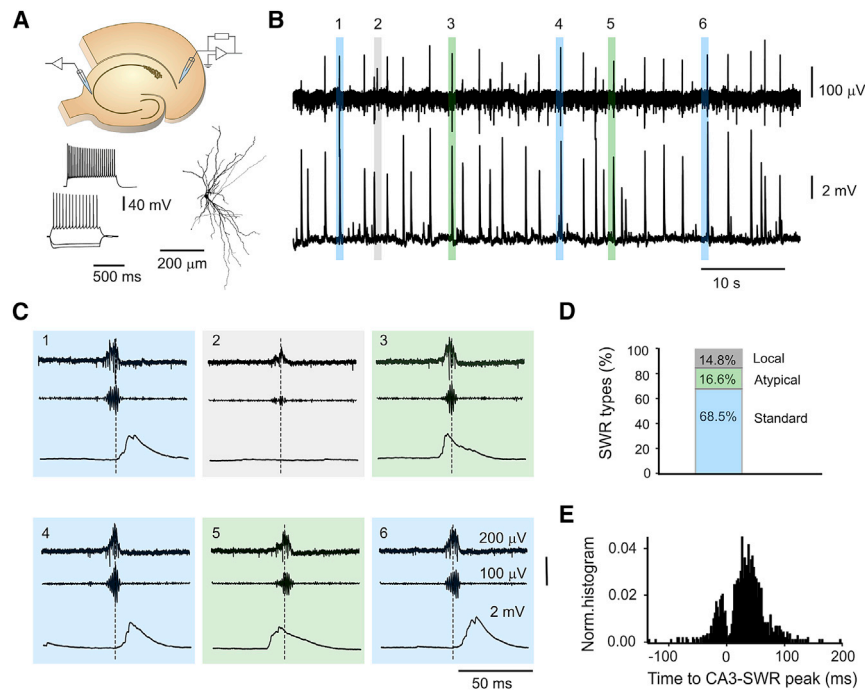 A
40 mV
500 ms
200 μm
B
1 2 3 4 5 6
100 μV
2 mV
10 s
C
1 2 3
4 5 6
200 μV
100 μV
2 mV
50 ms
D
SWR types (%)
100
80
60
40
20
0
14.8% Local
16.6% Atypical
68.5% Standard
E
Norm.histogram
0.04
0.02
0.00
-100 0 100 200
Time to CA3-SWR peak (ms)